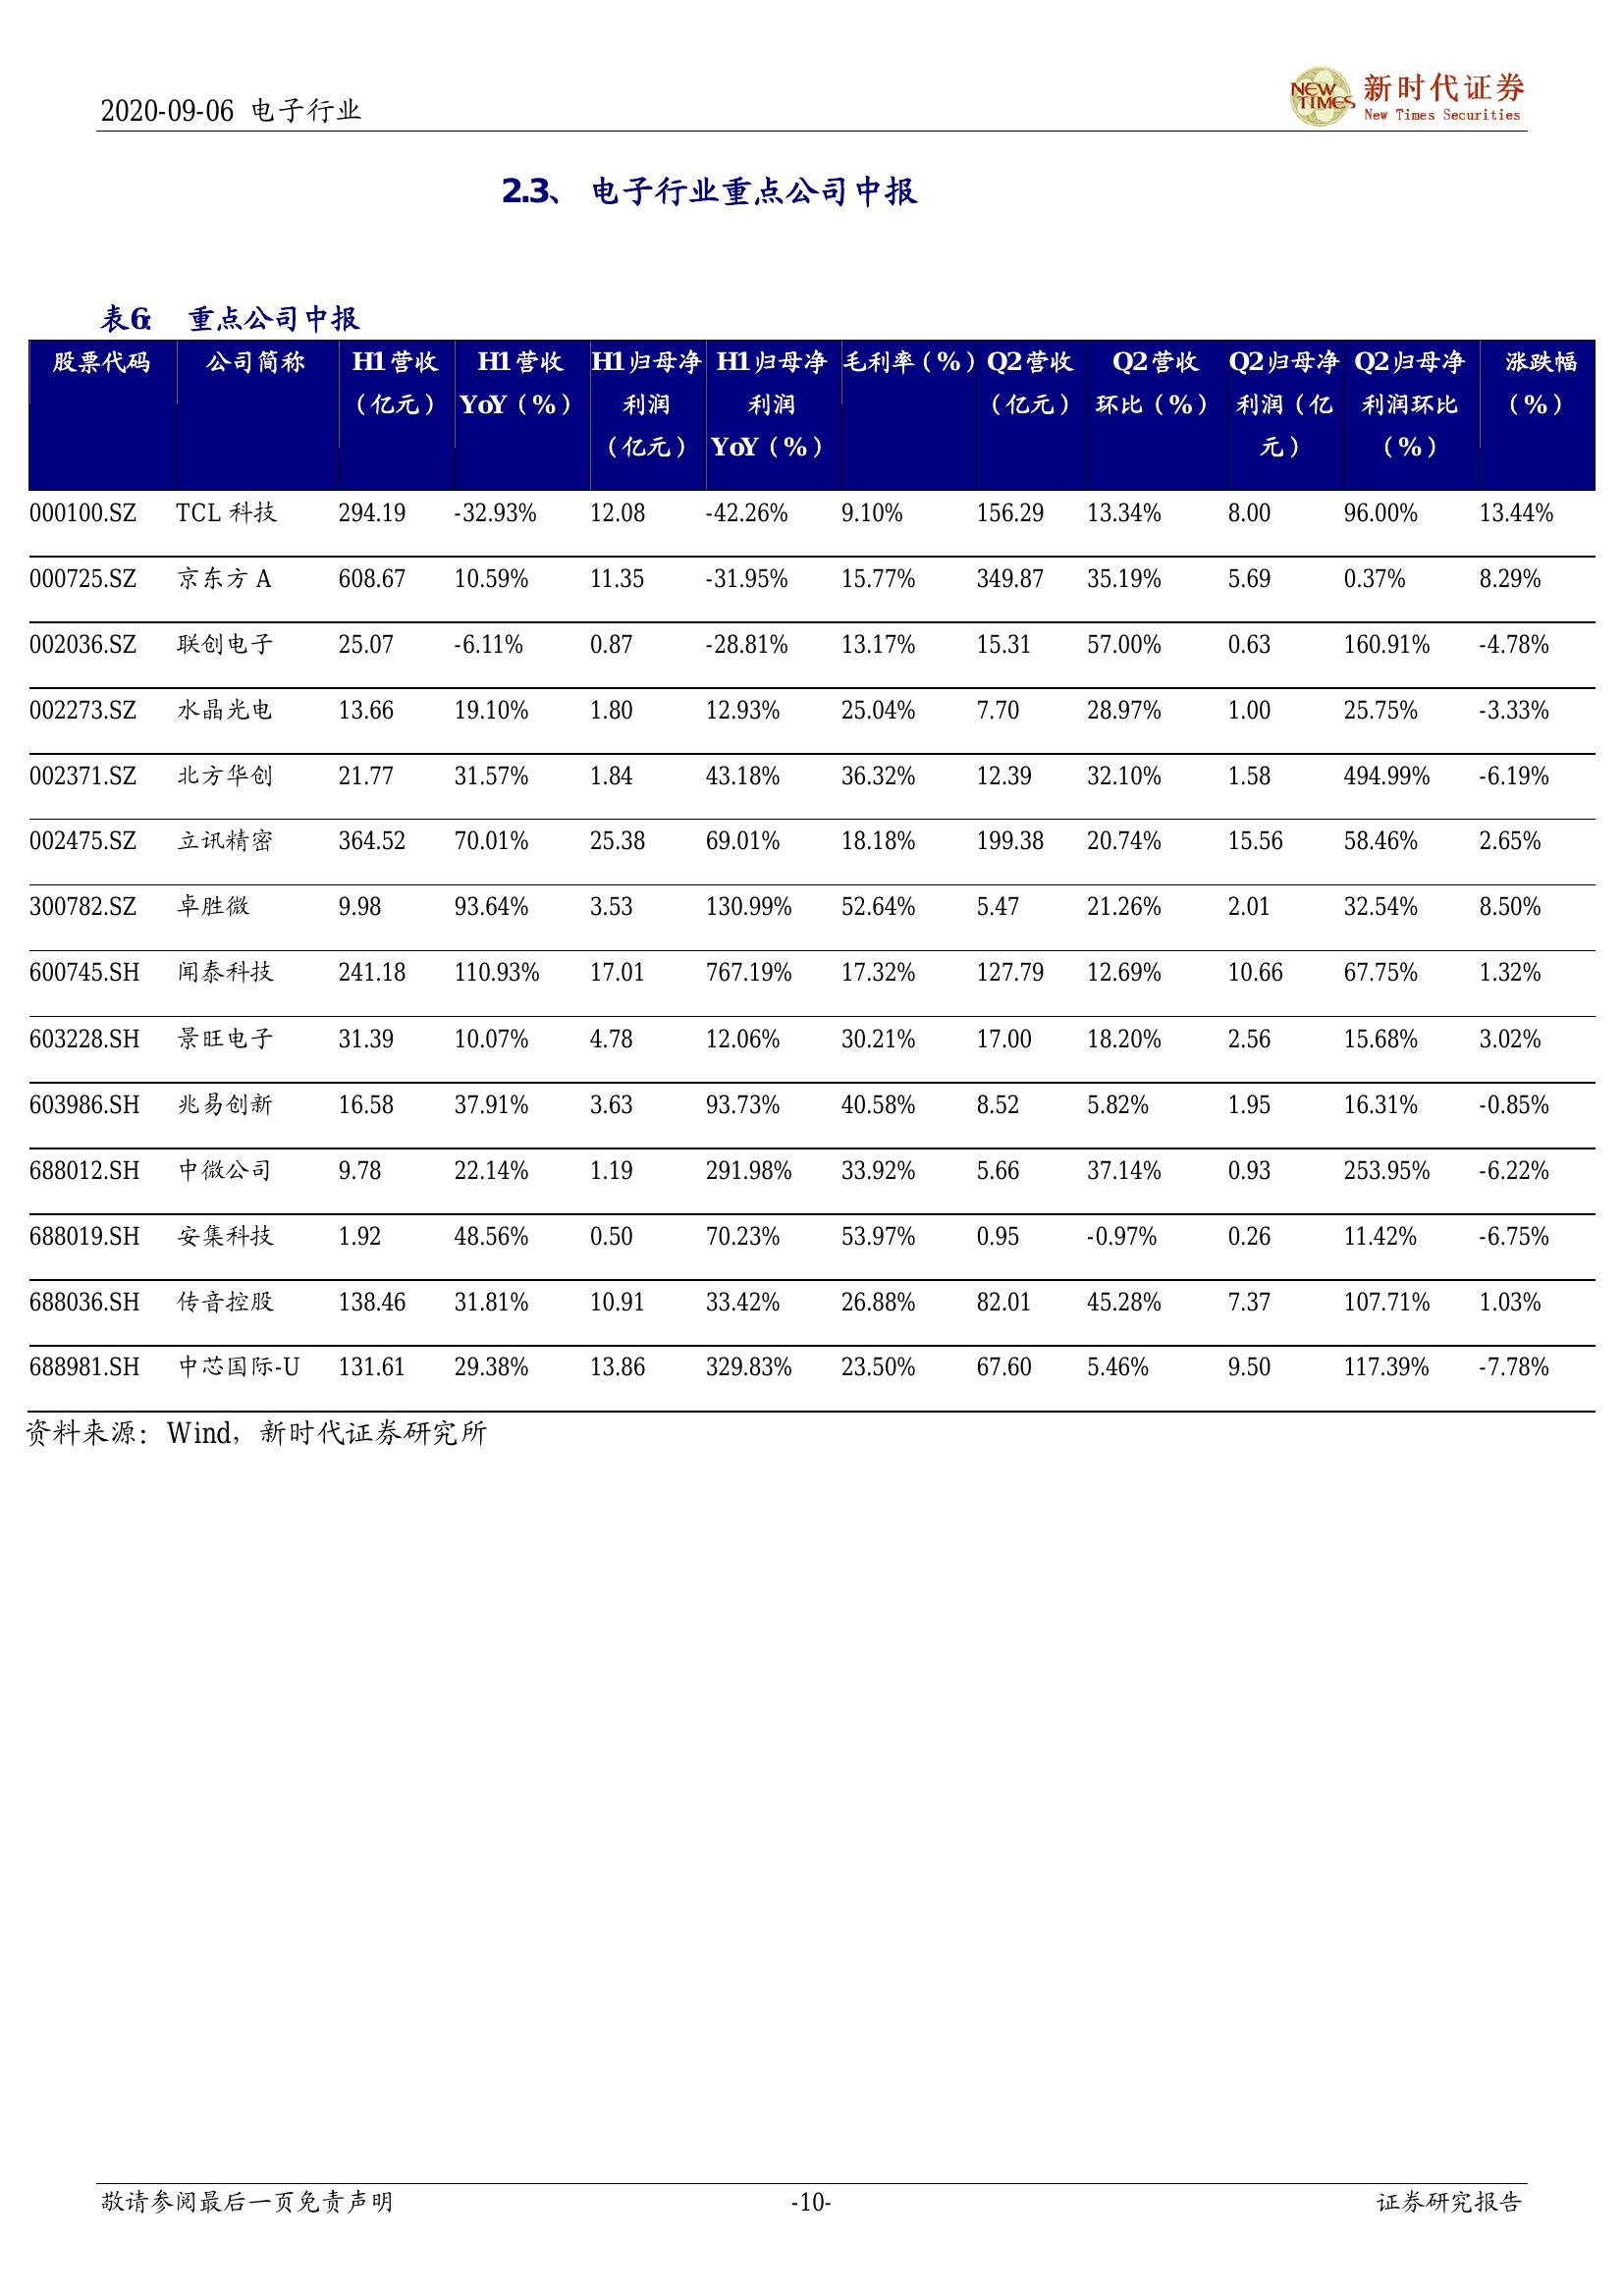 2020-09-06 电子行业
NEW TIMES 新时代证券
New Times Securities
2.3、 电子行业重点公司中报
表6: 重点公司中报
股票代码 公司简称 H1营收 H1营收 H1归母净 H1归母净 毛利率(%) Q2营收 Q2营收 Q2归母净 Q2归母净 涨跌幅
(亿元) YoY(%) 利润 利润 (亿元) 环比(%) 利润(亿 利润环比 (%)
(亿元) YoY(%) 元) (%)
000100.SZ TCL 科技 294.19 -32.93% 12.08 -42.26% 9.10% 156.29 13.34% 8.00 96.00% 13.44%
000725.SZ 京东方 A 608.67 10.59% 11.35 -31.95% 15.77% 349.87 35.19% 5.69 0.37% 8.29%
002036.SZ 联创电子 25.07 -6.11% 0.87 -28.81% 13.17% 15.31 57.00% 0.63 160.91% -4.78%
002273.SZ 水晶光电 13.66 19.10% 1.80 12.93% 25.04% 7.70 28.97% 1.00 25.75% -3.33%
002371.SZ 北方华创 21.77 31.57% 1.84 43.18% 36.32% 12.39 32.10% 1.58 494.99% -6.19%
002475.SZ 立讯精密 364.52 70.01% 25.38 69.01% 18.18% 199.38 20.74% 15.56 58.46% 2.65%
300782.SZ 卓胜微 9.98 93.64% 3.53 130.99% 52.64% 5.47 21.26% 2.01 32.54% 8.50%
600745.SH 闻泰科技 241.18 110.93% 17.01 767.19% 17.32% 127.79 12.69% 10.66 67.75% 1.32%
603228.SH 景旺电子 31.39 10.07% 4.78 12.06% 30.21% 17.00 18.20% 2.56 15.68% 3.02%
603986.SH 兆易创新 16.58 37.91% 3.63 93.73% 40.58% 8.52 5.82% 1.95 16.31% -0.85%
688012.SH 中微公司 9.78 22.14% 1.19 291.98% 33.92% 5.66 37.14% 0.93 253.95% -6.22%
688019.SH 安集科技 1.92 48.56% 0.50 70.23% 53.97% 0.95 -0.97% 0.26 11.42% -6.75%
688036.SH 传音控股 138.46 31.81% 10.91 33.42% 26.88% 82.01 45.28% 7.37 107.71% 1.03%
688981.SH 中芯国际-U 131.61 29.38% 13.86 329.83% 23.50% 67.60 5.46% 9.50 117.39% -7.78%
资料来源：Wind，新时代证券研究所
敬请参阅最后一页免责声明 -10- 证券研究报告